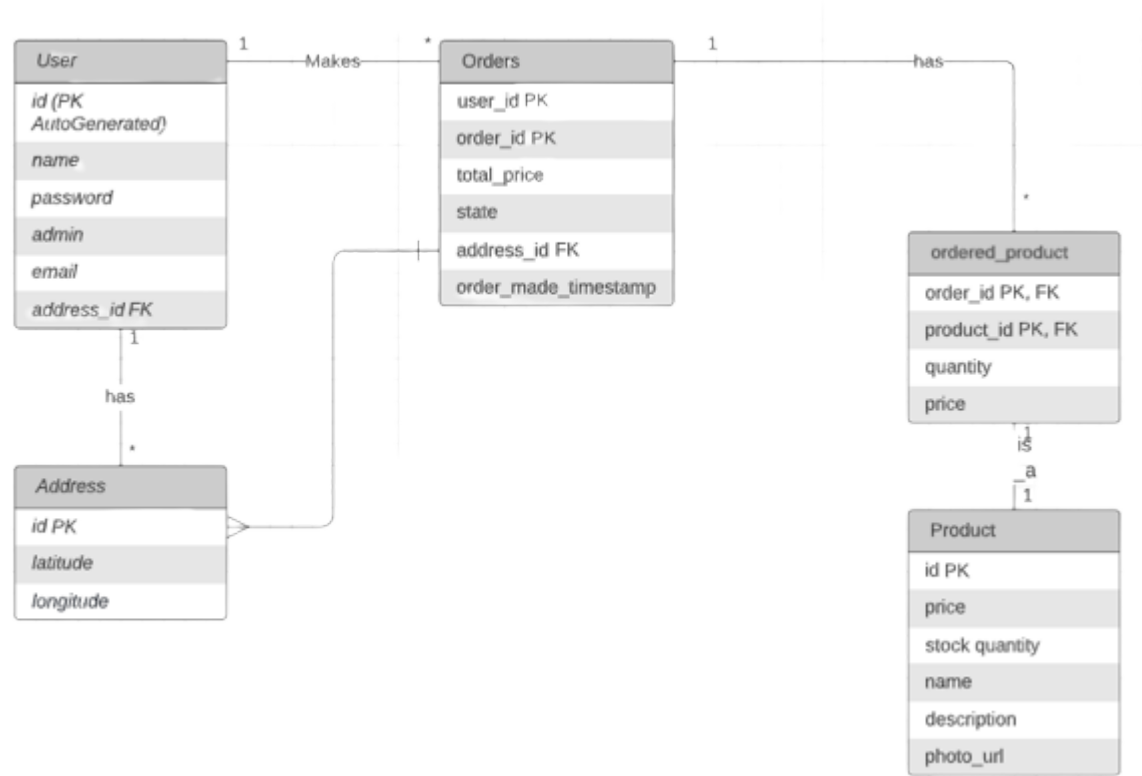 User
id (PK
AutoGenerated)
name
password
admin
email
address_id FK
1
Makes
*
Orders
user_id PK
order_id PK
total_price
state
address_id FK
order_made_timestamp
1
has
*
ordered_product
order_id PK, FK
product_id PK, FK
quantity
price
1
has
*
Address
id PK
latitude
longitude
1
is
_a
1
Product
id PK
price
stock quantity
name
description
photo_url